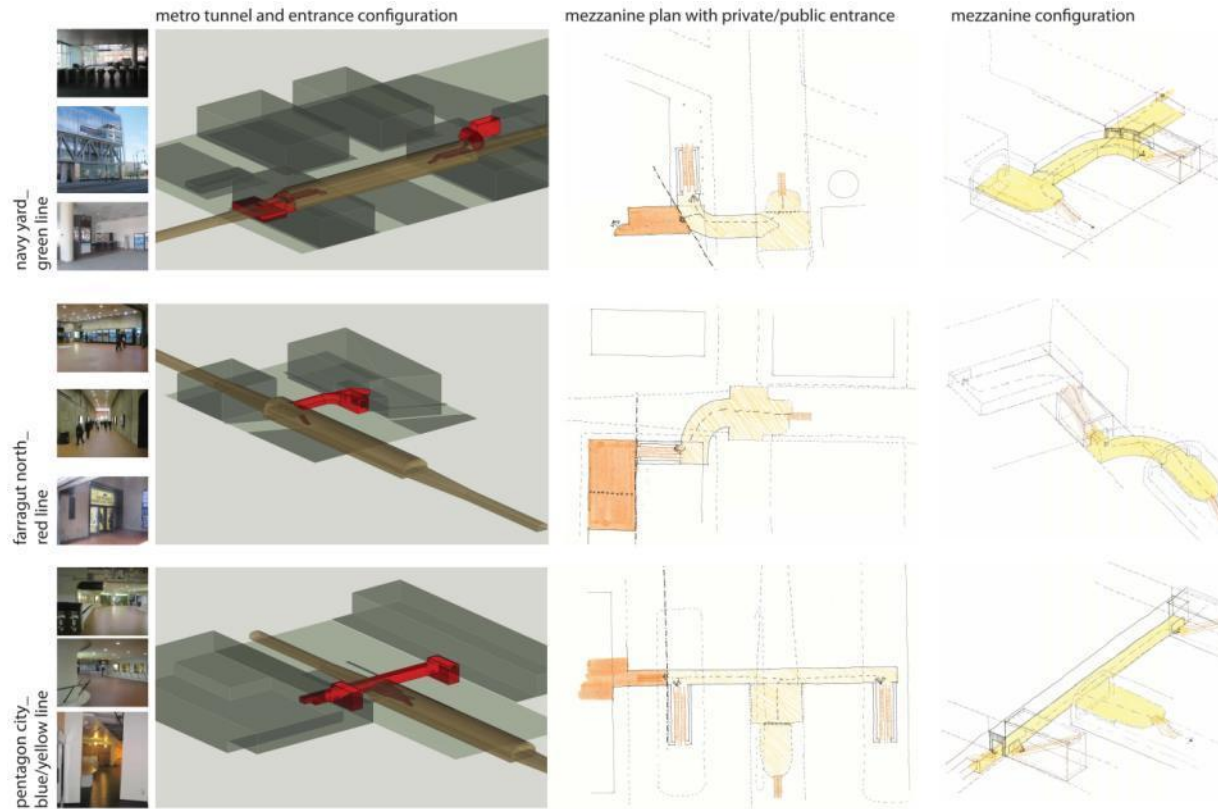 metro tunnel and entrance configuration
mezzanine plan with private/public entrance
mezzanine configuration
navy yard_
green line
farragut north_
red line
pentagon city_
blue/yellow line